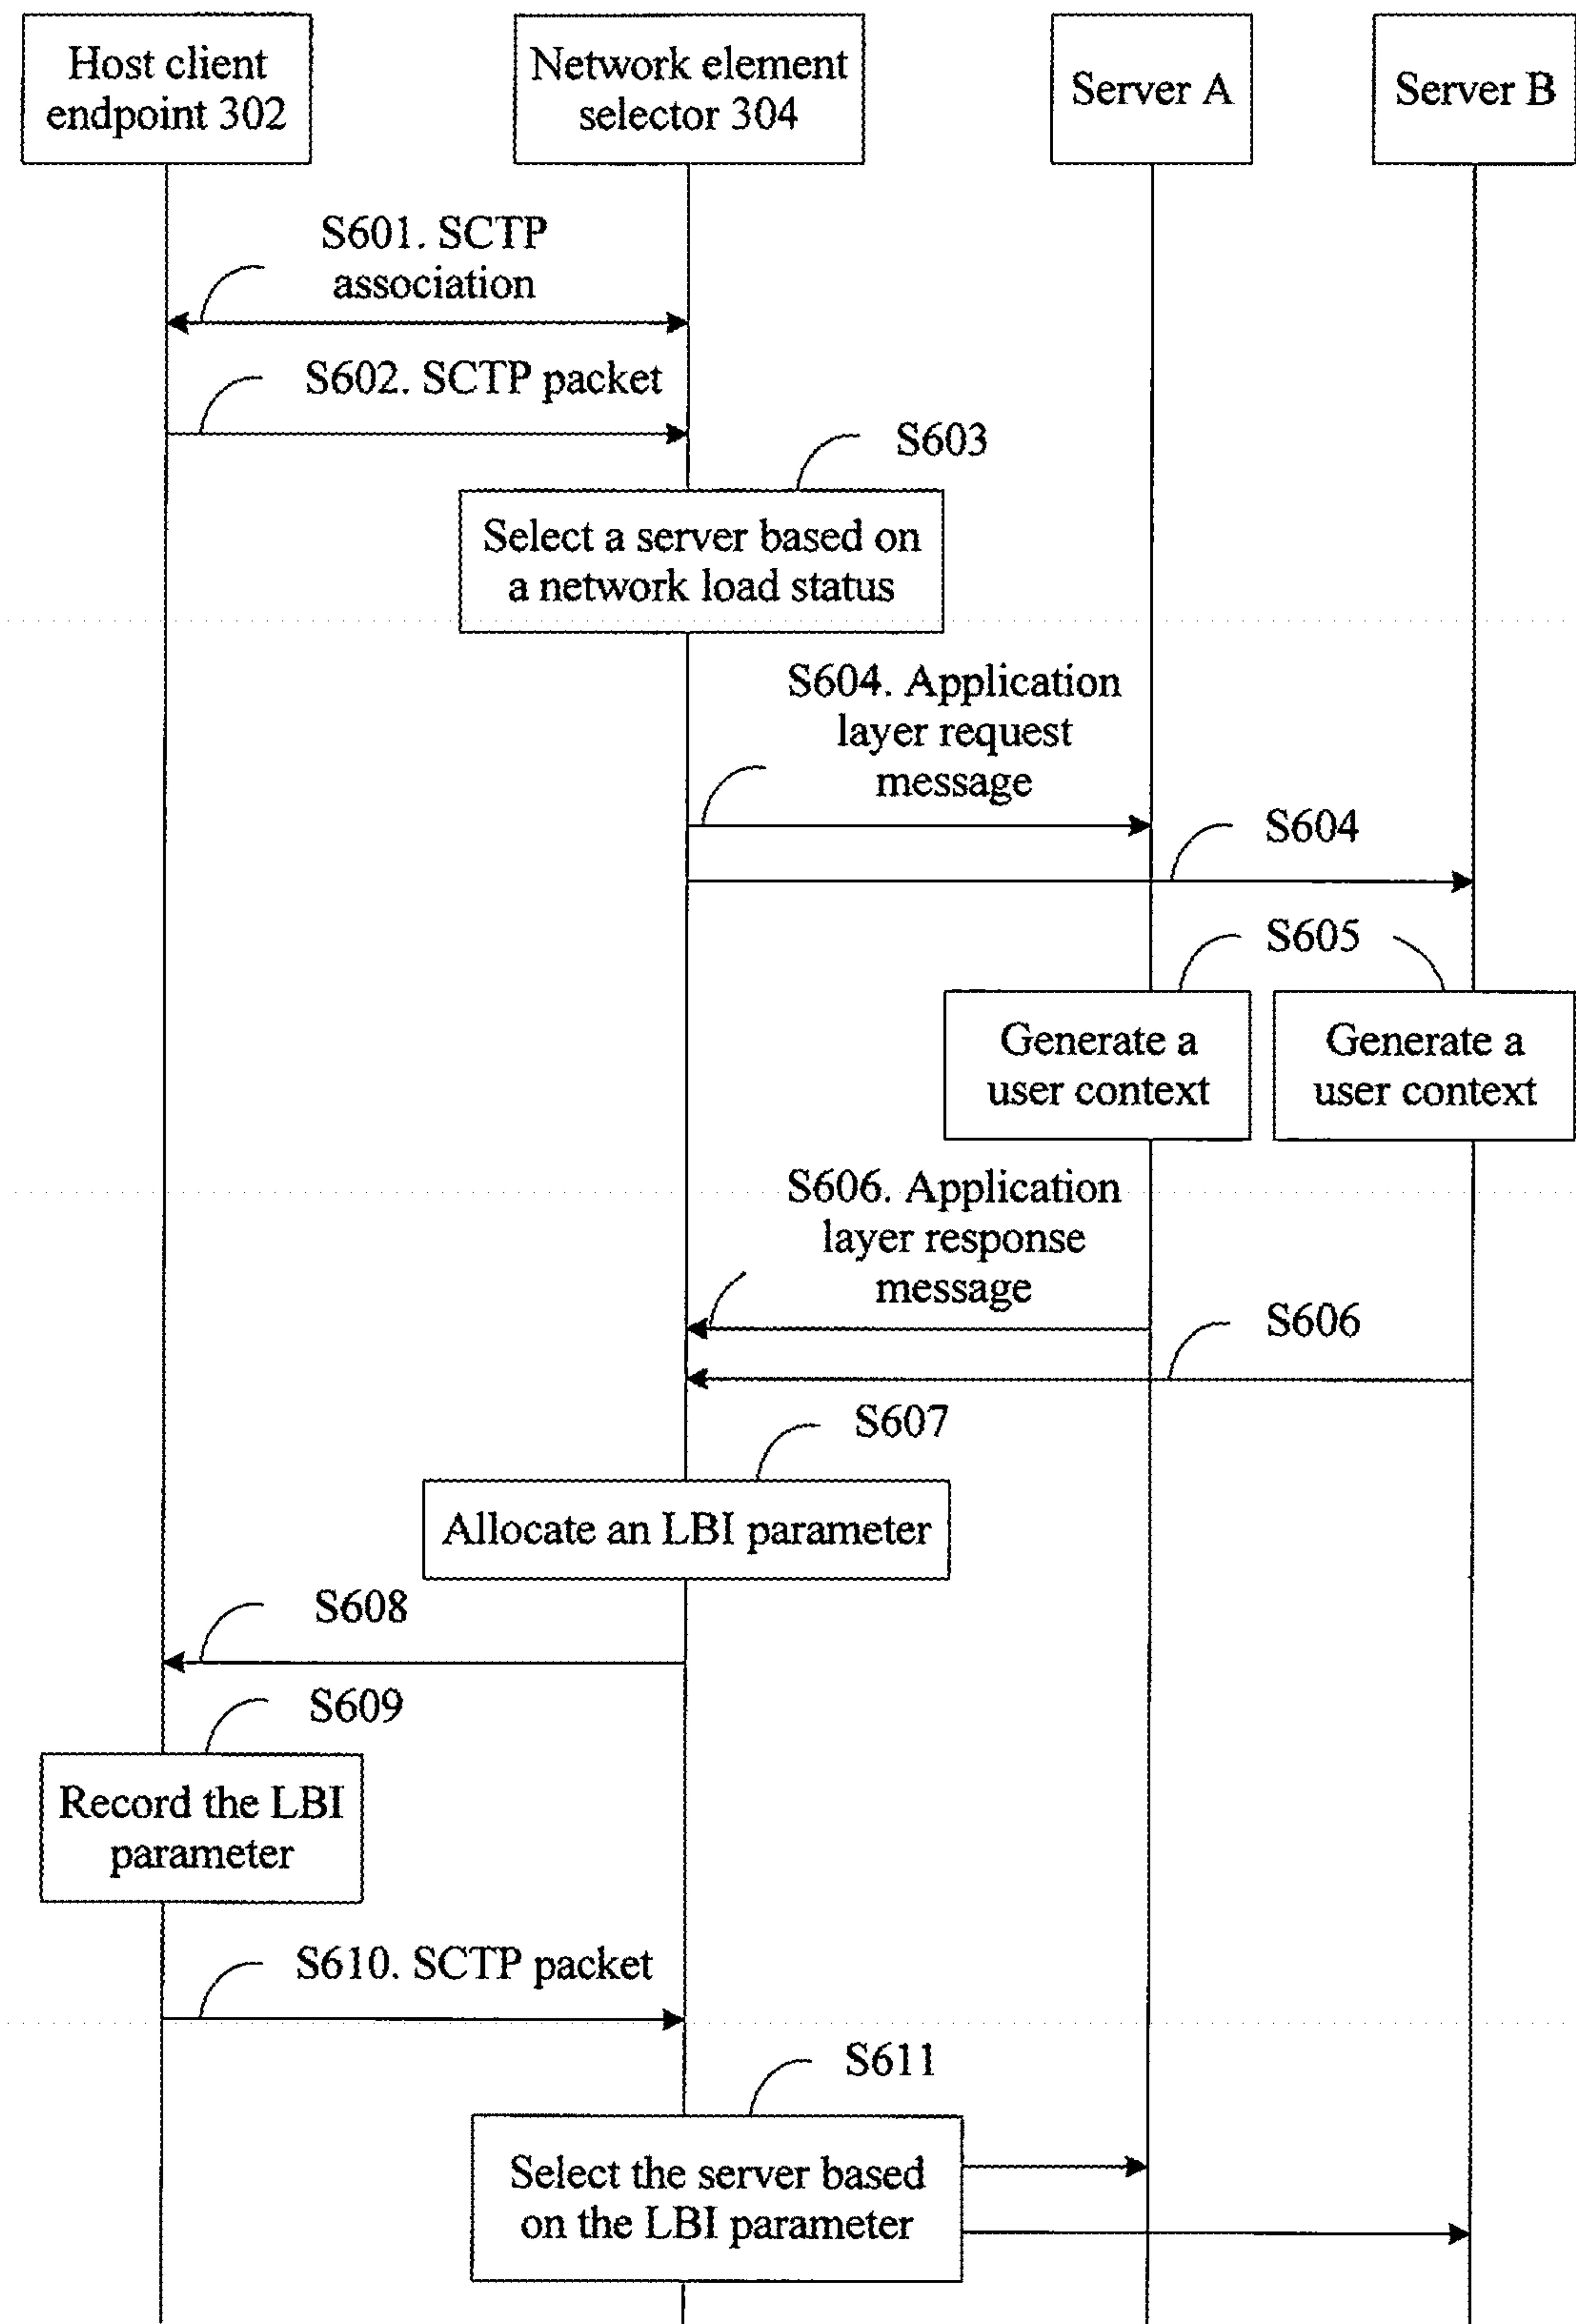 Host client
endpoint 302
Network element
selector 304
Server A
Server B
S601. SCTP
association
S602. SCTP packet
S603
Select a server based on
a network load status
S604. Application
layer request
message
S604
S605
Generate a
user context
Generate a
user context
S606. Application
layer response
message
S606
S607
Allocate an LBI parameter
S608
S609
Record the LBI
parameter
S610. SCTP packet
S611
Select the server based
on the LBI parameter